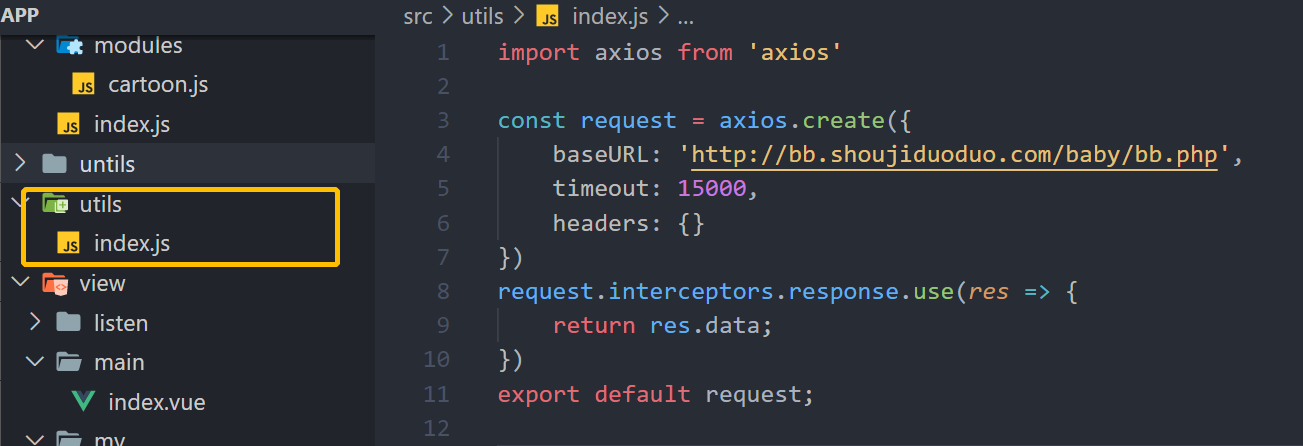 APP
modules
JS cartoon.js
JS index.js
untils
utils
JS index.js
view
listen
main
index.vue
my
src > utils > JS index.js > ...
1 import axios from 'axios'
2
3 const request = axios.create({
4 baseURL: 'http://bb.shoujiduoduo.com/baby/bb.php',
5 timeout: 15000,
6 headers: {}
7 })
8 request.interceptors.response.use(res => {
9 return res.data;
10 })
11 export default request;
12